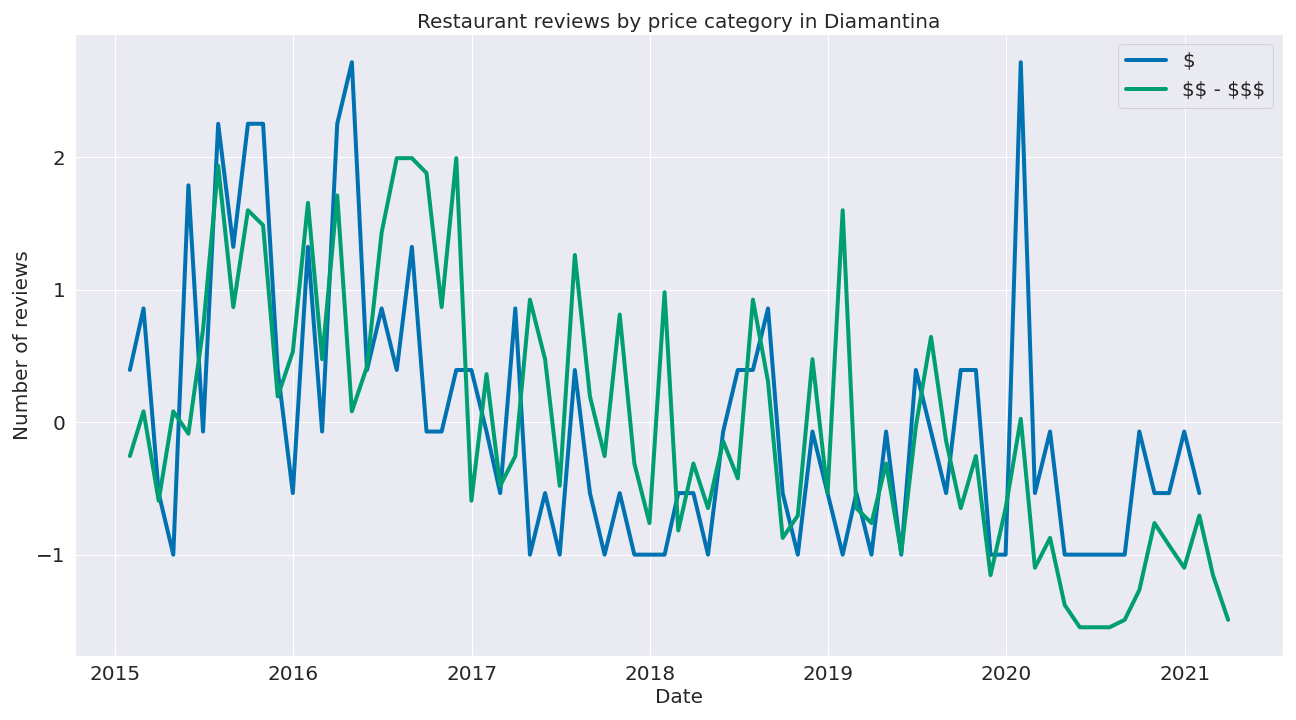 Restaurant reviews by price category in Diamantina
$
$$ - $$$
Number of reviews
2
1
0
−1
2015 2016 2017 2018 2019 2020 2021
Date